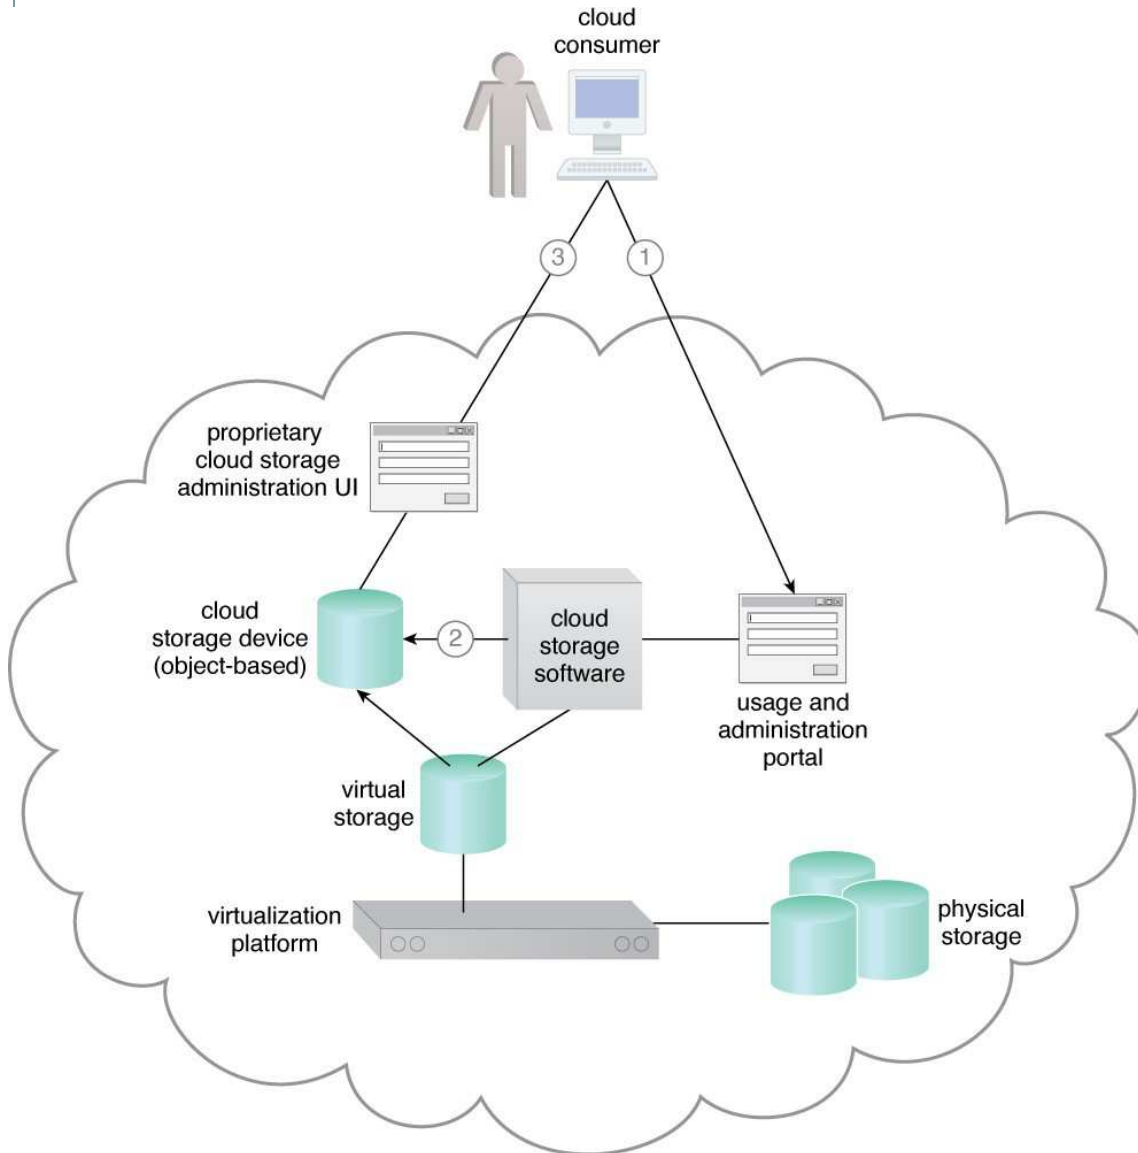 cloud
consumer
3
1
proprietary
cloud storage
administration UI
cloud
storage device
(object-based)
2
cloud
storage
software
usage and
administration
portal
virtual
storage
virtualization
platform
physical
storage